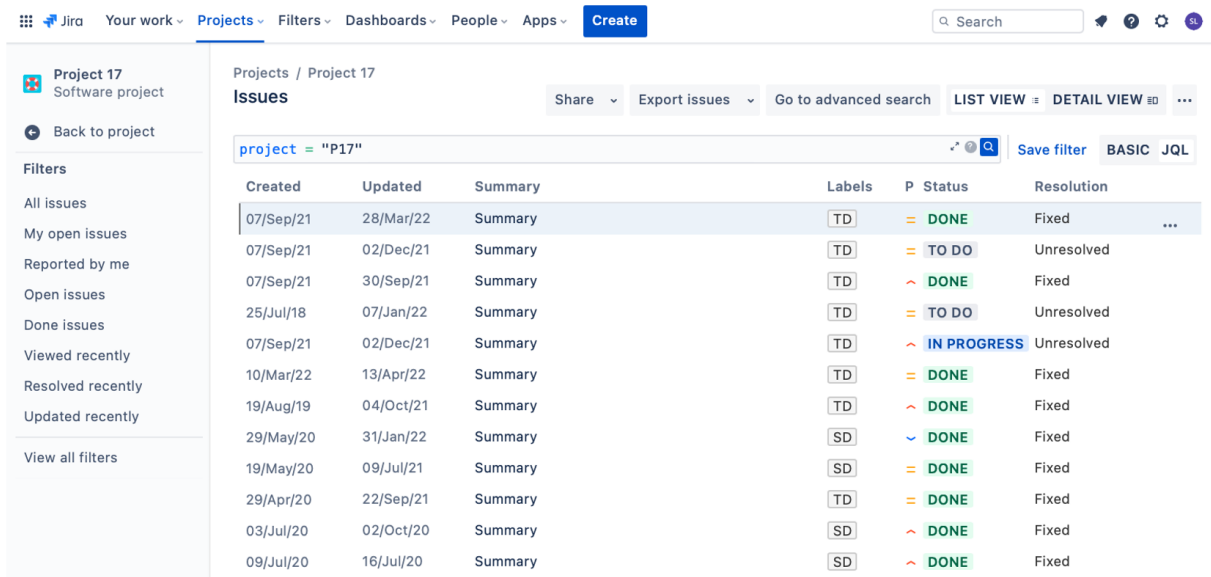 Jira Your work Projects Filters Dashboards People Apps Create Search SL
Project 17
Software project
Back to project
Filters
All issues
My open issues
Reported by me
Open issues
Done issues
Viewed recently
Resolved recently
Updated recently
View all filters
Projects / Project 17
Issues
Share Export issues Go to advanced search LIST VIEW DETAIL VIEW
project = "P17" Save filter BASIC JQL
Created Updated Summary Labels P Status Resolution
07/Sep/21 28/Mar/22 Summary TD DONE Fixed
07/Sep/21 02/Dec/21 Summary TD TO DO Unresolved
07/Sep/21 30/Sep/21 Summary TD DONE Fixed
25/Jul/18 07/Jan/22 Summary TD TO DO Unresolved
07/Sep/21 02/Dec/21 Summary TD IN PROGRESS Unresolved
10/Mar/22 13/Apr/22 Summary TD DONE Fixed
19/Aug/19 04/Oct/21 Summary TD DONE Fixed
29/May/20 31/Jan/22 Summary SD DONE Fixed
19/May/20 09/Jul/21 Summary SD DONE Fixed
29/Apr/20 22/Sep/21 Summary TD DONE Fixed
03/Jul/20 02/Oct/20 Summary SD DONE Fixed
09/Jul/20 16/Jul/20 Summary SD DONE Fixed